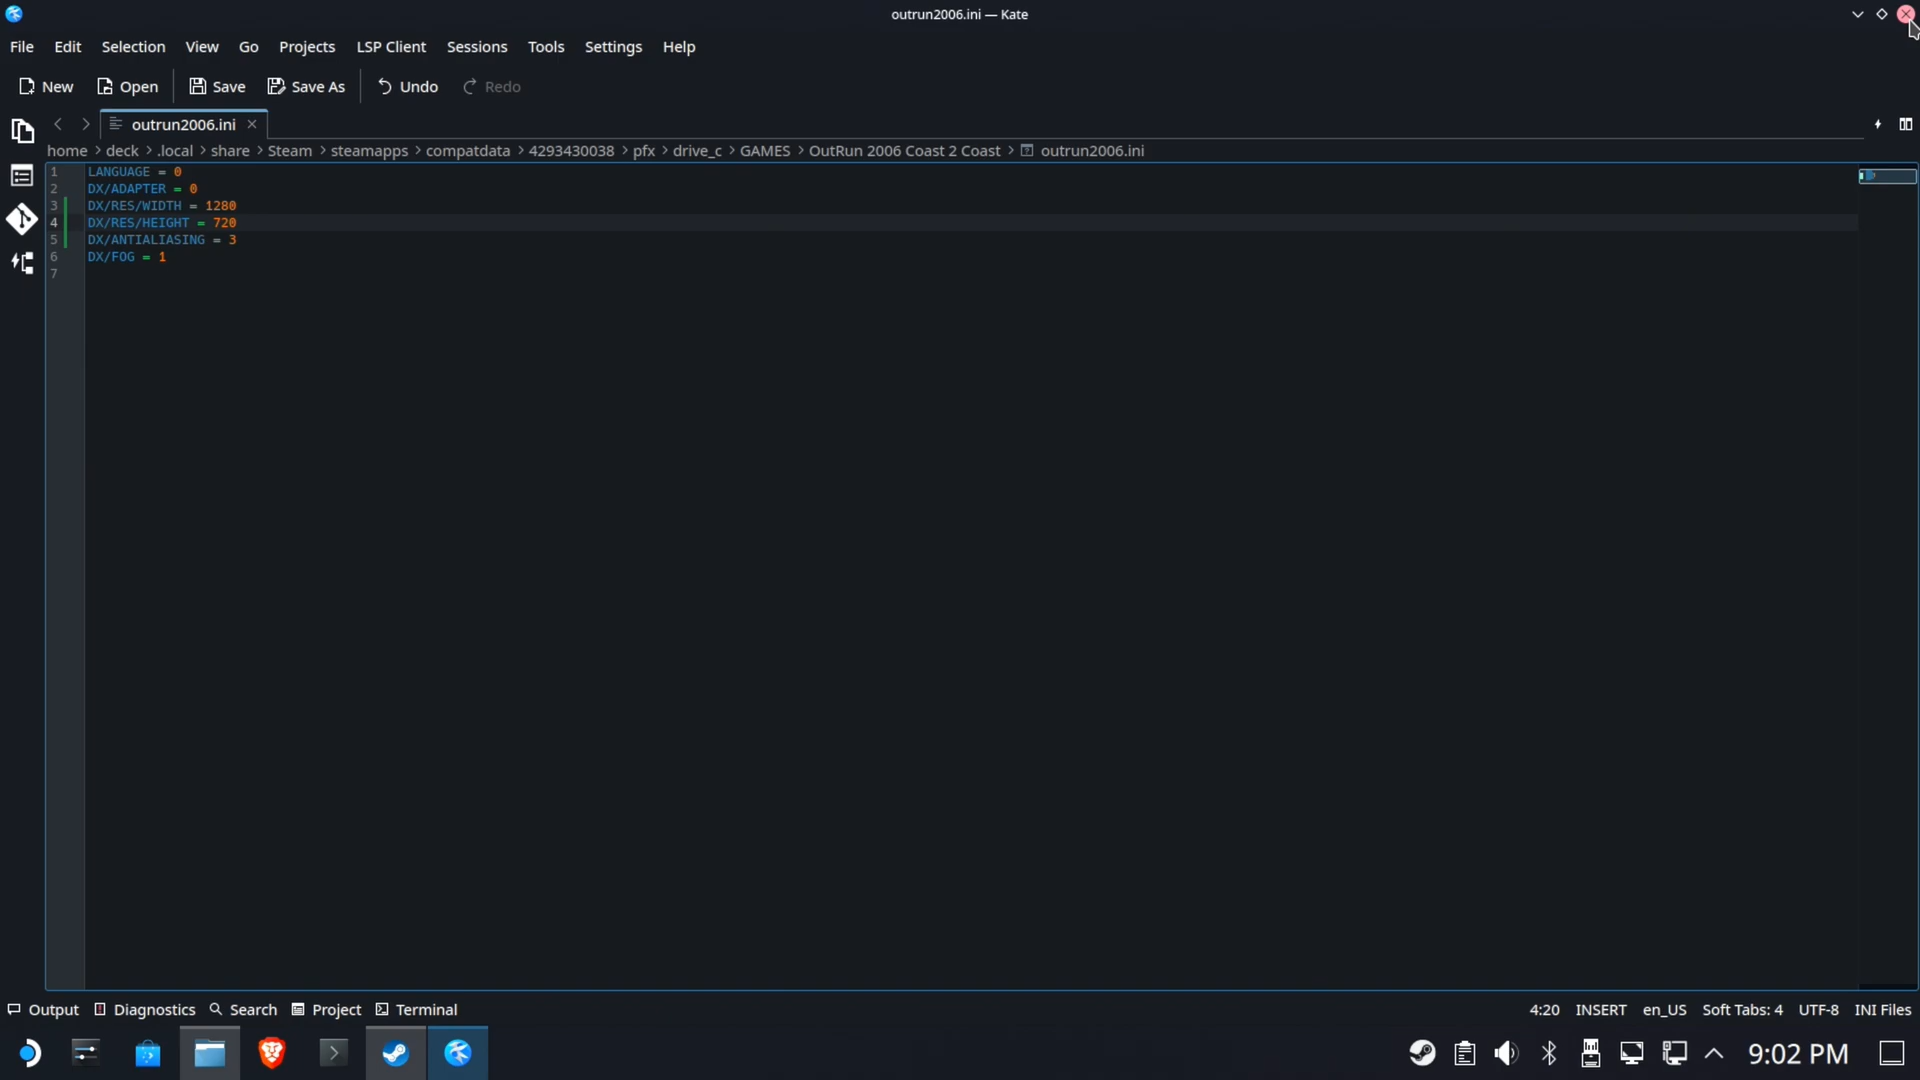 outrun2006.ini — Kate
File Edit Selection View Go Projects LSP Client Sessions Tools Settings Help
New Open Save Save As Undo Redo
outrun2006.ini
home > deck > .local > share > Steam > steamapps > compatdata > 4293430038 > pfx > drive_c > GAMES > OutRun 2006 Coast 2 Coast > outrun2006.ini
1 LANGUAGE = 0
2 DX/ADAPTER = 0
3 DX/RES/WIDTH = 1280
4 DX/RES/HEIGHT = 720
5 DX/ANTIALIASING = 3
6 DX/FOG = 1
7
Output Diagnostics Search Project Terminal 4:20 INSERT en_US Soft Tabs: 4 UTF-8 INI Files
9:02 PM